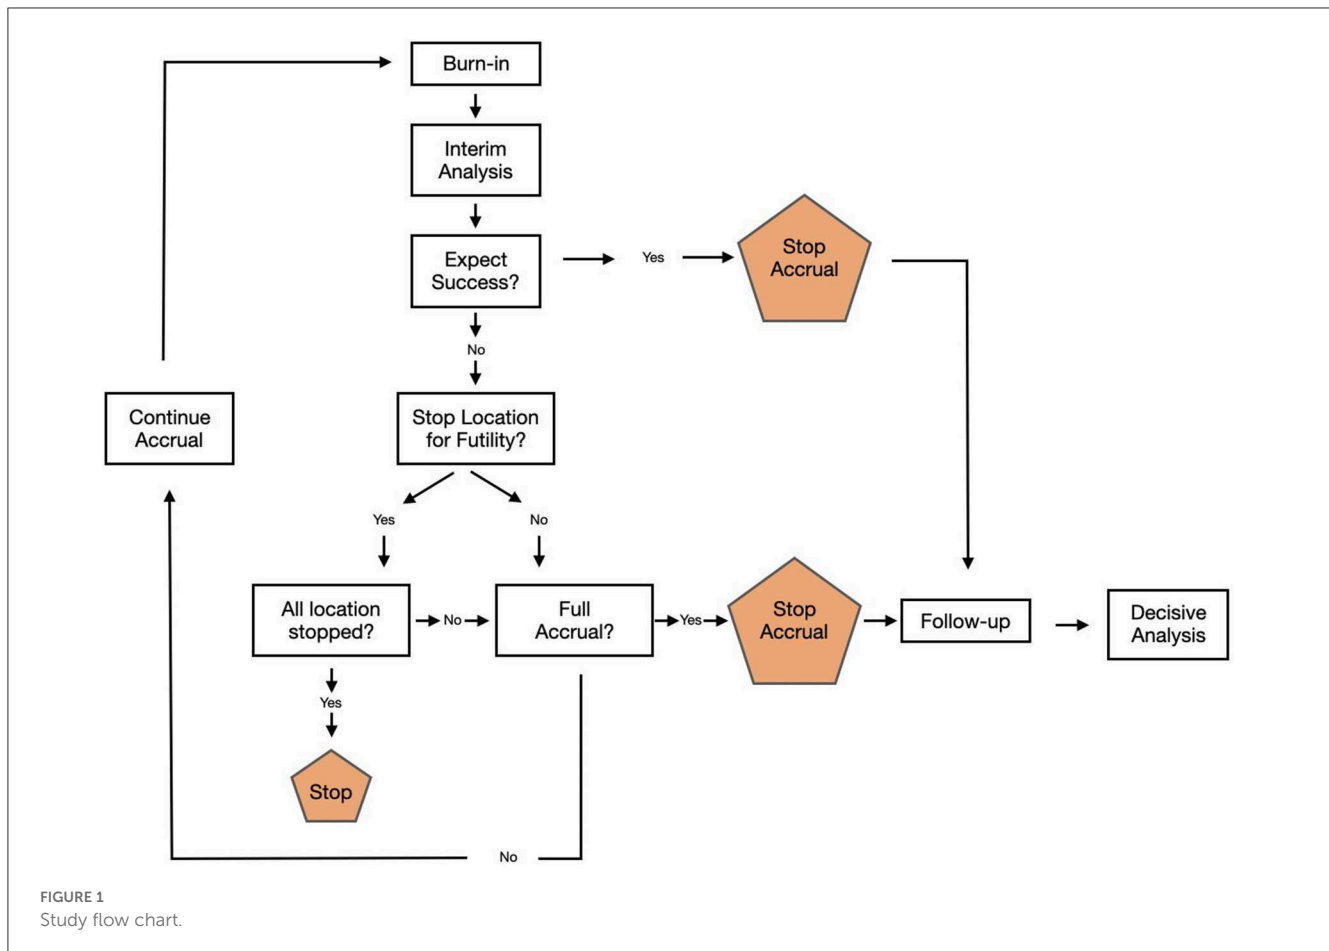 Burn-in
Interim
Analysis
Expect
Success?
Yes
Stop
Accrual
No
Continue
Accrual
Stop Location
for Futility?
Yes
No
All location
stopped?
No
Full
Accrual?
Yes
Stop
Accrual
Follow-up
Decisive
Analysis
Yes
Stop
No
FIGURE 1
Study flow chart.